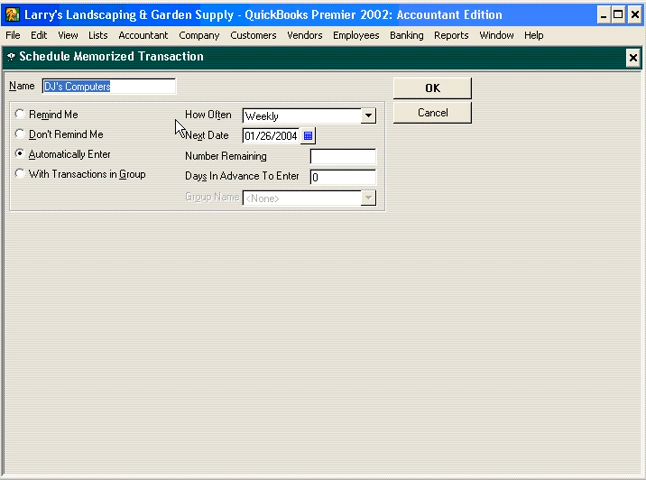 Larry's Landscaping & Garden Supply - QuickBooks Premier 2002: Accountant Edition
File Edit View Lists Accountant Company Customers Vendors Employees Banking Reports Window Help
Schedule Memorized Transaction
Name DJ's Computers
OK
Cancel
Remind Me
Don't Remind Me
Automatically Enter
With Transactions in Group
How Often Weekly
Next Date 01/26/2004
Number Remaining
Days In Advance To Enter 0
Group Name <None>